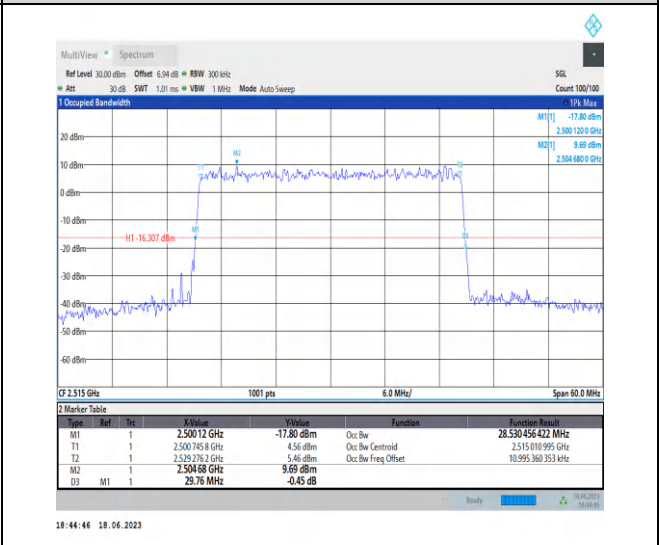 MultiView Spectrum
Ref Level 30.00 dBm Offset 6.94 dB RBW 300 kHz SGL
Att 30 dB SWT 1.01 ms VBW 1 MHz Mode Auto Sweep Count 100/100
1 Occupied Bandwidth 1Pk Max
M1[1] -17.80 dBm
2.500 120 0 GHz
M2[1] 9.69 dBm
2.504 680 0 GHz
20 dBm
M2
T1
T2
10 dBm
0 dBm
-10 dBm
M1
D3
H1 -16.307 dBm
-20 dBm
-30 dBm
-40 dBm
-50 dBm
-60 dBm
CF 2.515 GHz 1001 pts 6.0 MHz/ Span 60.0 MHz
2 Marker Table
Type Ref Trc X-Value Y-Value Function Function Result
M1 1 2.500 12 GHz -17.80 dBm Occ Bw 28.530 456 422 MHz
T1 1 2.500 745 8 GHz 4.56 dBm Occ Bw Centroid 2.515 010 995 GHz
T2 1 2.529 276 2 GHz 5.46 dBm Occ Bw Freq Offset 10.995 360 353 kHz
M2 1 2.504 68 GHz 9.69 dBm
D3 M1 1 29.76 MHz -0.45 dB
Ready 18.06.2023
18:44:45
18:44:46 18.06.2023